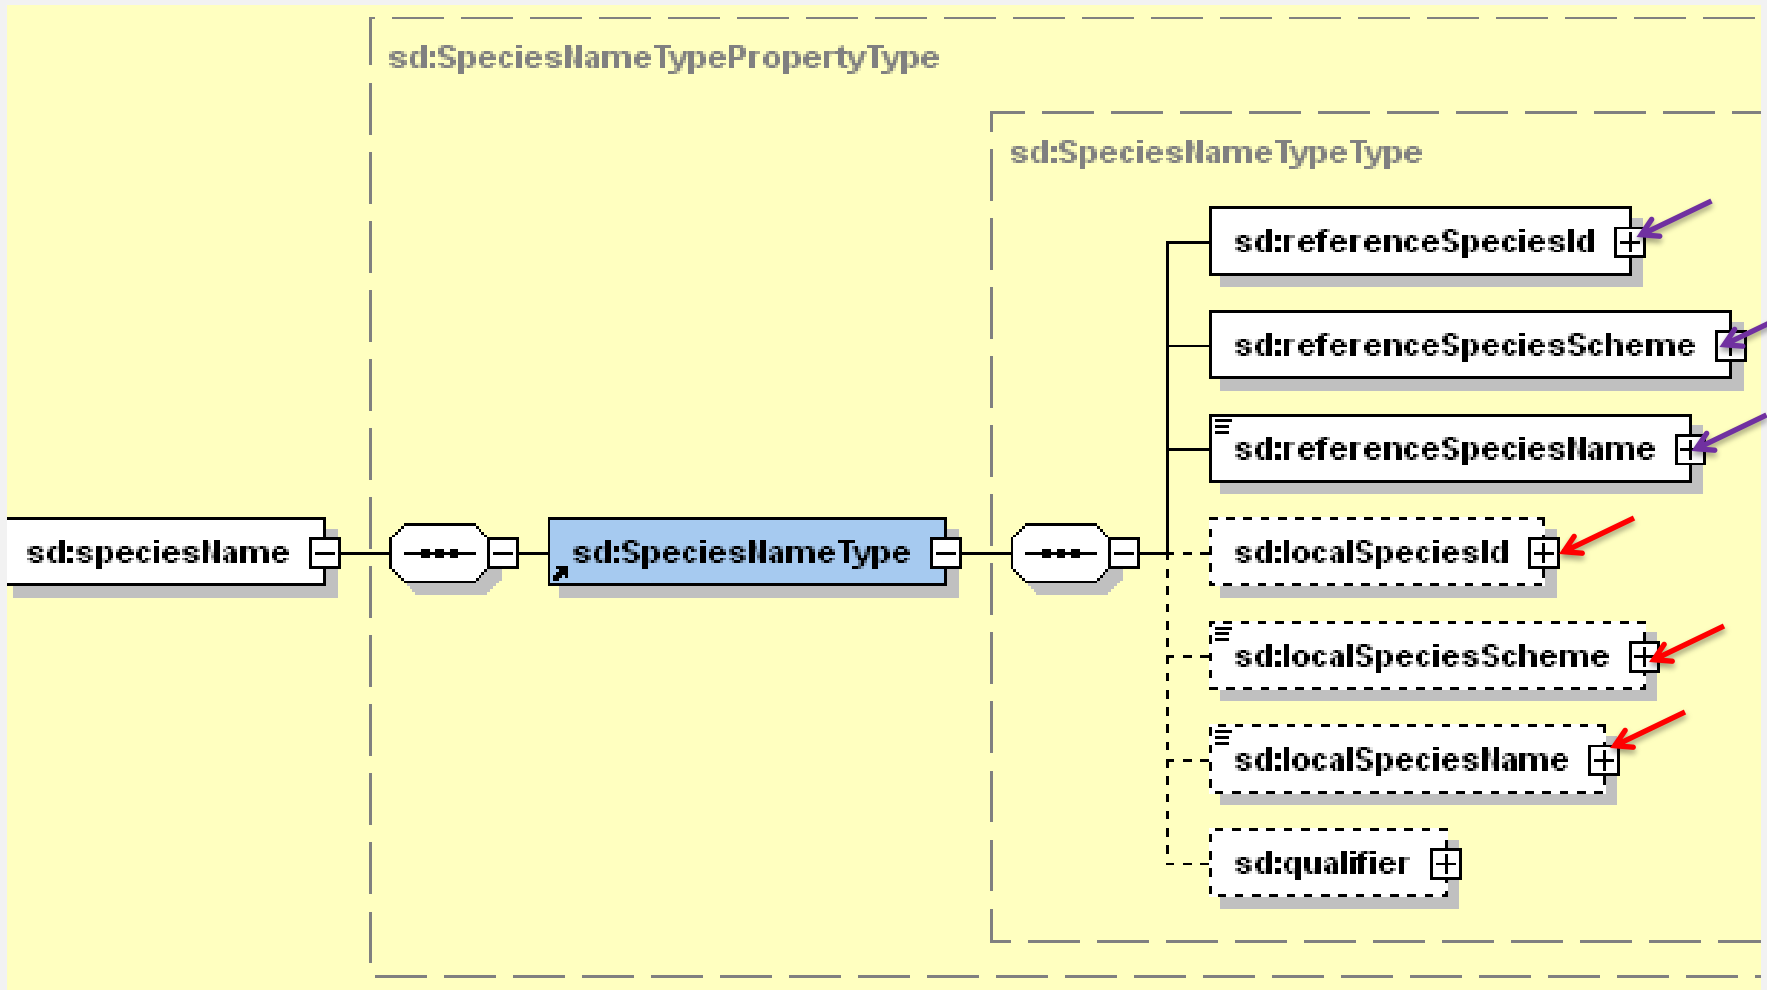 sd:SpeciesNameTypePropertyType
sd:SpeciesNameTypeType
sd:referenceSpeciesId
sd:referenceSpeciesScheme
sd:referenceSpeciesName
sd:speciesName
sd:SpeciesNameType
sd:localSpeciesId
sd:localSpeciesScheme
sd:localSpeciesName
sd:qualifier